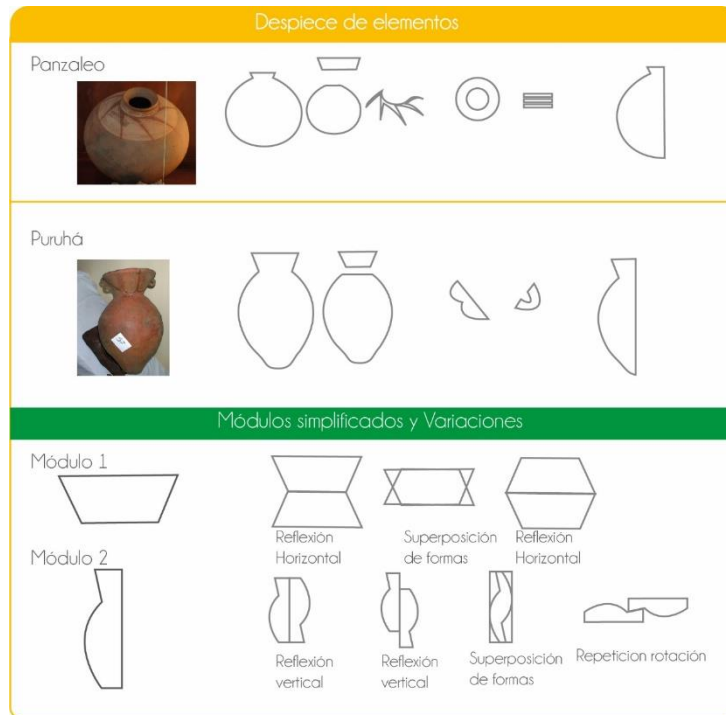 Despiece de elementos
Panzaleo
Puruhá
Módulos simplificados y Variaciones
Módulo 1
Reflexión
Horizontal
Superposición
de formas
Reflexión
Horizontal
Módulo 2
Reflexión
vertical
Reflexión
vertical
Superposición
de formas
Repeticion rotación